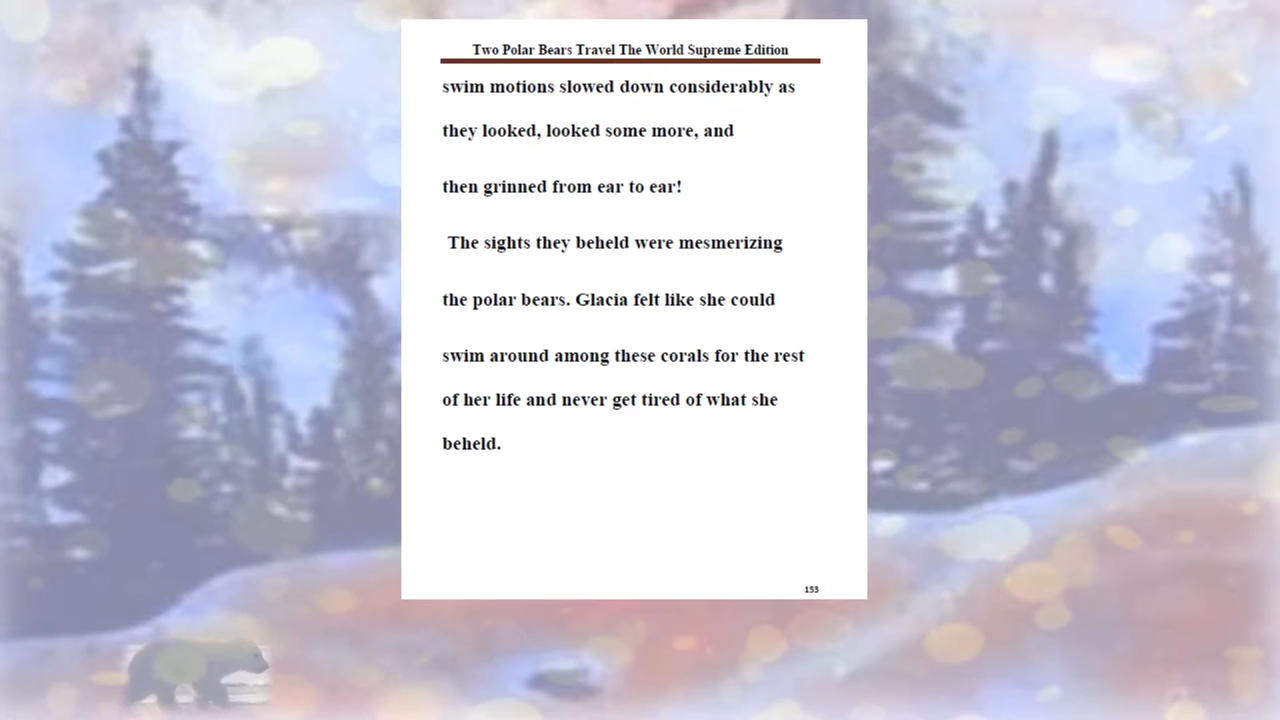 Two Polar Bears Travel The World Supreme Edition
swim motions slowed down considerably as
they looked, looked some more, and
then grinned from ear to ear!
The sights they beheld were mesmerizing
the polar bears. Glacia felt like she could
swim around among these corals for the rest
of her life and never get tired of what she
beheld.
153